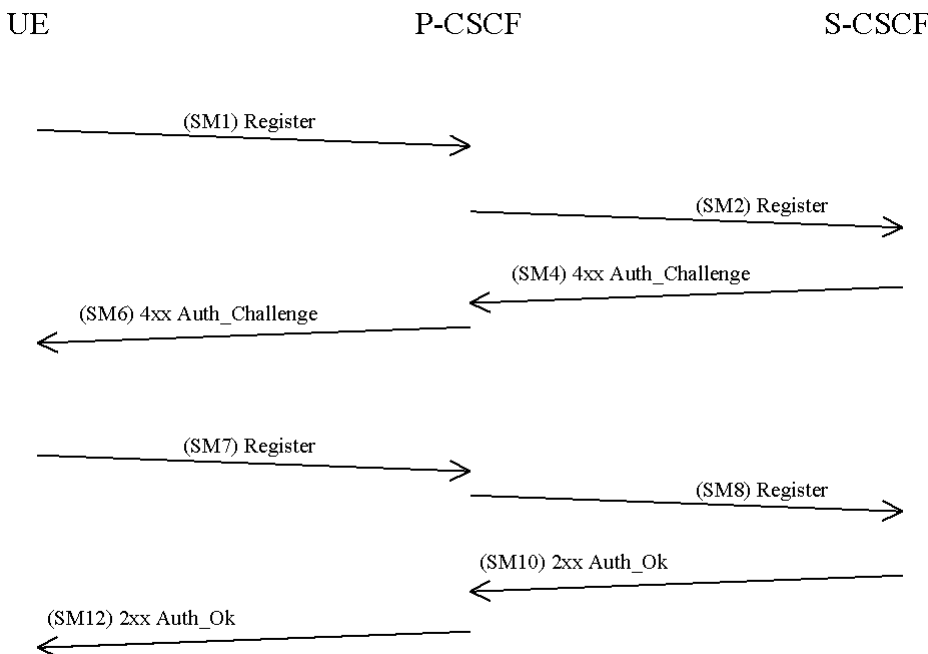 UE P-CSCF S-CSCF
(SM1) Register
(SM2) Register
(SM4) 4xx Auth_Challenge
(SM6) 4xx Auth_Challenge
(SM7) Register
(SM8) Register
(SM10) 2xx Auth_Ok
(SM12) 2xx Auth_Ok